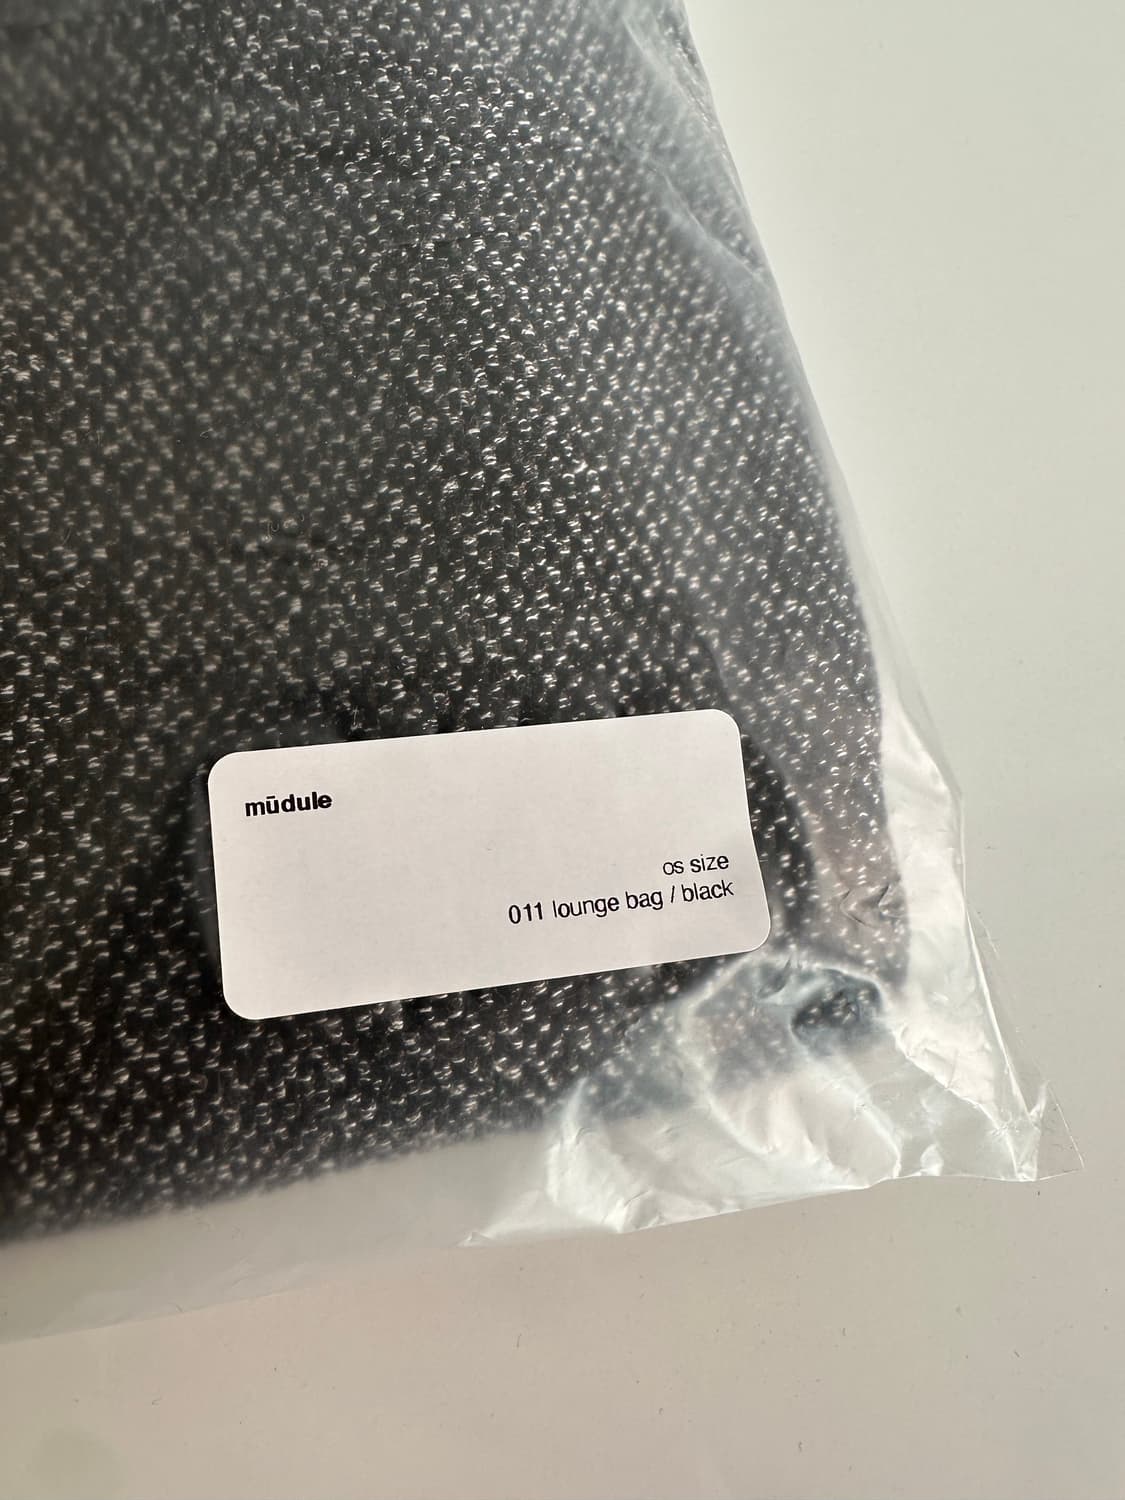 mūdule
os size
011 lounge bag / black